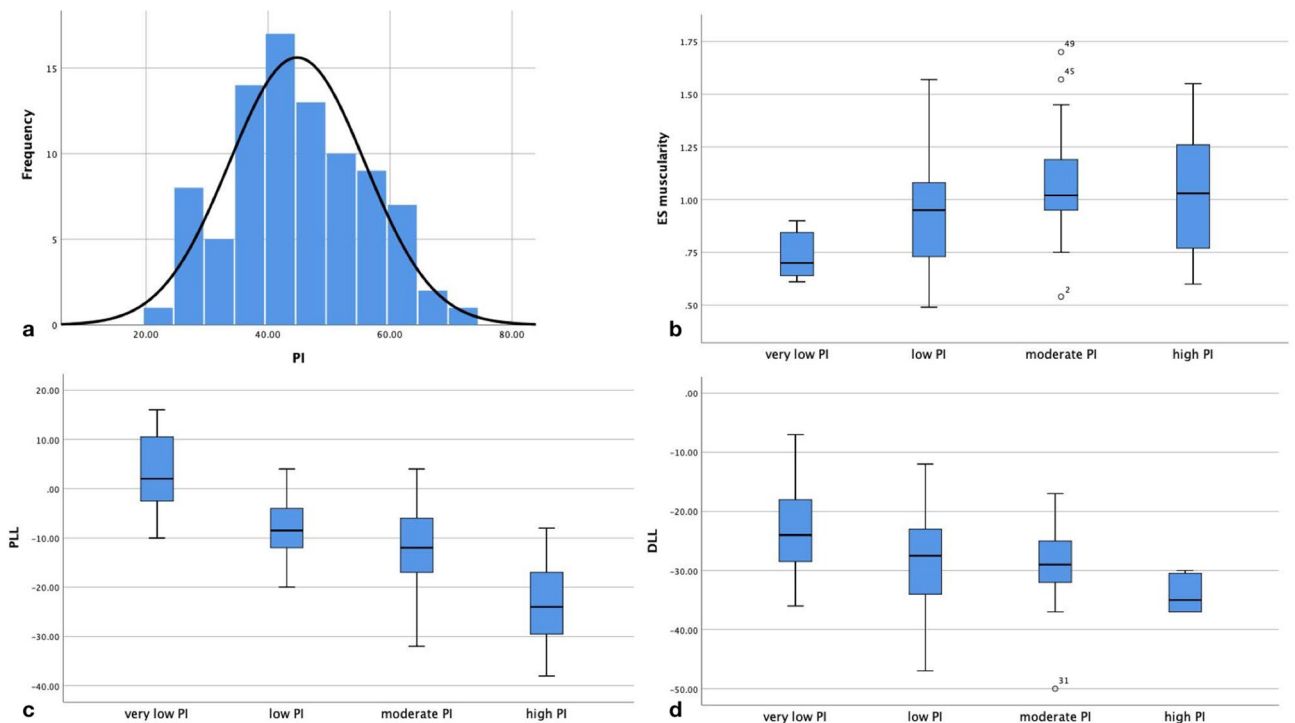 Frequency
15
10
5
0
20.00 40.00 60.00 80.00
PI
a
ES muscularity
1.75
1.50
1.25
1.00
.75
.50
49
45
2
very low PI low PI moderate PI high PI
b
PLL
20.00
10.00
.00
-10.00
-20.00
-30.00
-40.00
very low PI low PI moderate PI high PI
c
DLL
.00
-10.00
-20.00
-30.00
-40.00
-50.00
31
very low PI low PI moderate PI high PI
d